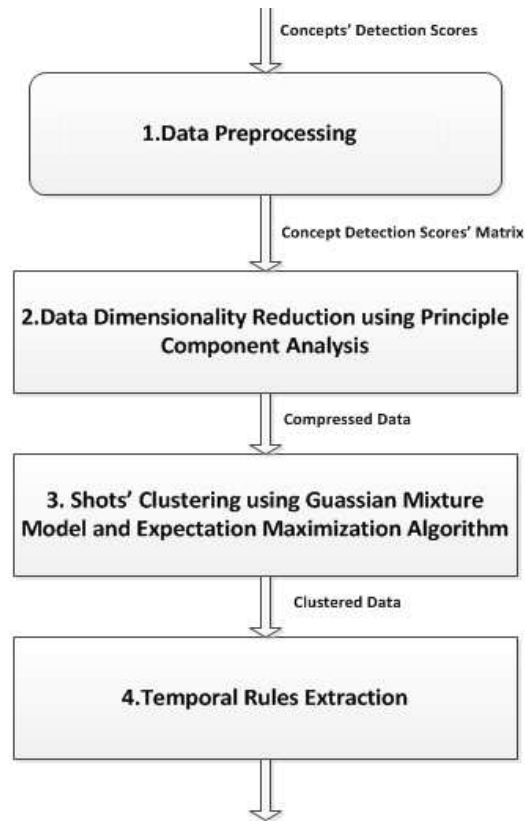 Concepts' Detection Scores
1.Data Preprocessing
Concept Detection Scores' Matrix
2.Data Dimensionality Reduction using Principle
Component Analysis
Compressed Data
3. Shots' Clustering using Guassian Mixture
Model and Expectation Maximization Algorithm
Clustered Data
4.Temporal Rules Extraction